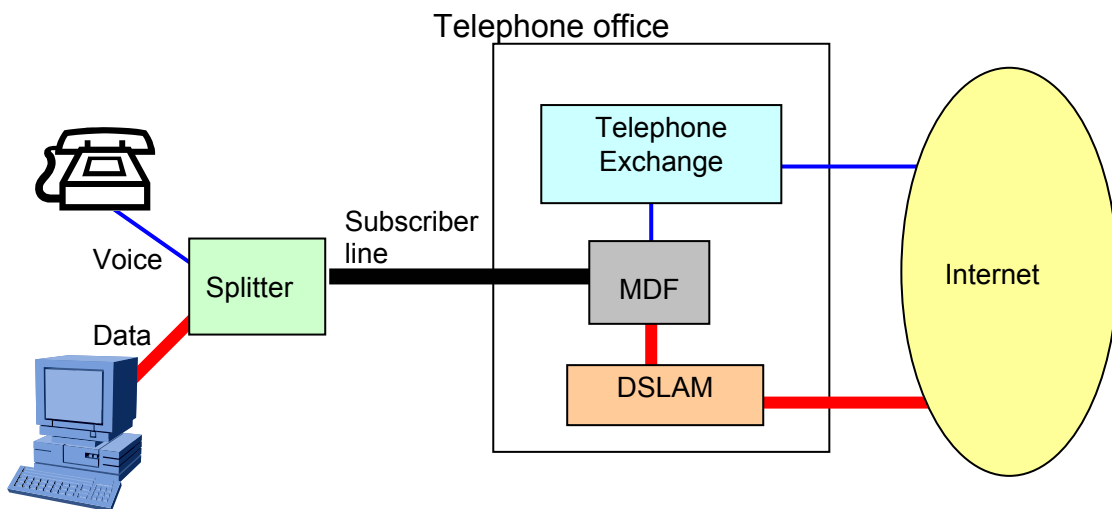 Telephone office
Telephone
Exchange
Subscriber
line
Voice
Splitter
MDF
Internet
Data
DSLAM